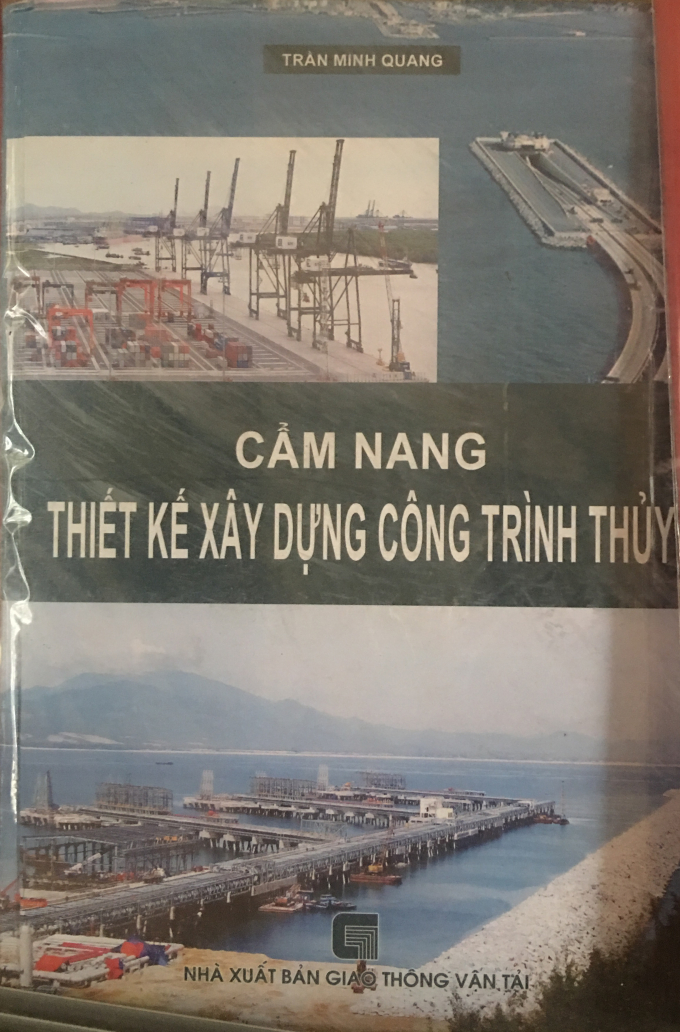 TRẦN MINH QUANG
CẨM NANG
THIẾT KẾ XÂY DỰNG CÔNG TRÌNH THỦY
NHÀ XUẤT BẢN GIAO THÔNG VẬN TẢI